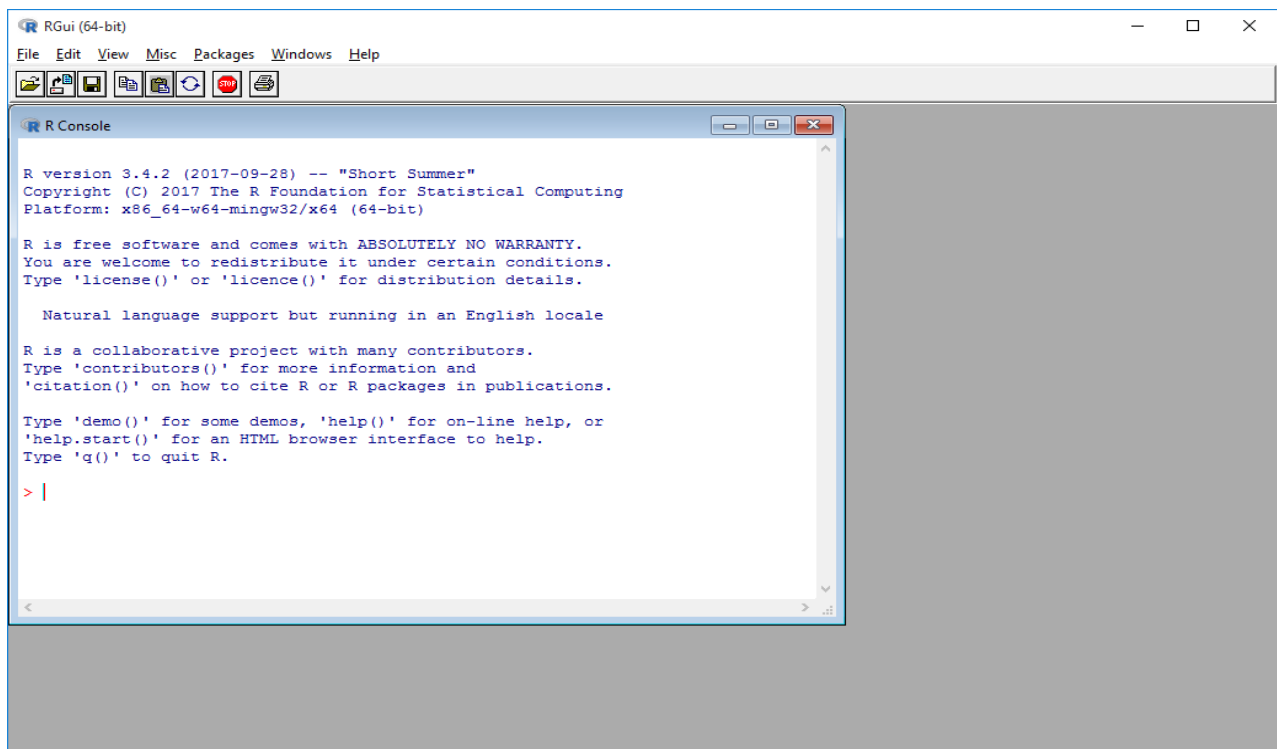 RGui (64-bit)
File Edit View Misc Packages Windows Help
STOP
R Console
R version 3.4.2 (2017-09-28) -- "Short Summer"
Copyright (C) 2017 The R Foundation for Statistical Computing
Platform: x86_64-w64-mingw32/x64 (64-bit)
R is free software and comes with ABSOLUTELY NO WARRANTY.
You are welcome to redistribute it under certain conditions.
Type 'license()' or 'licence()' for distribution details.
Natural language support but running in an English locale
R is a collaborative project with many contributors.
Type 'contributors()' for more information and
'citation()' on how to cite R or R packages in publications.
Type 'demo()' for some demos, 'help()' for on-line help, or
'help.start()' for an HTML browser interface to help.
Type 'q()' to quit R.
>